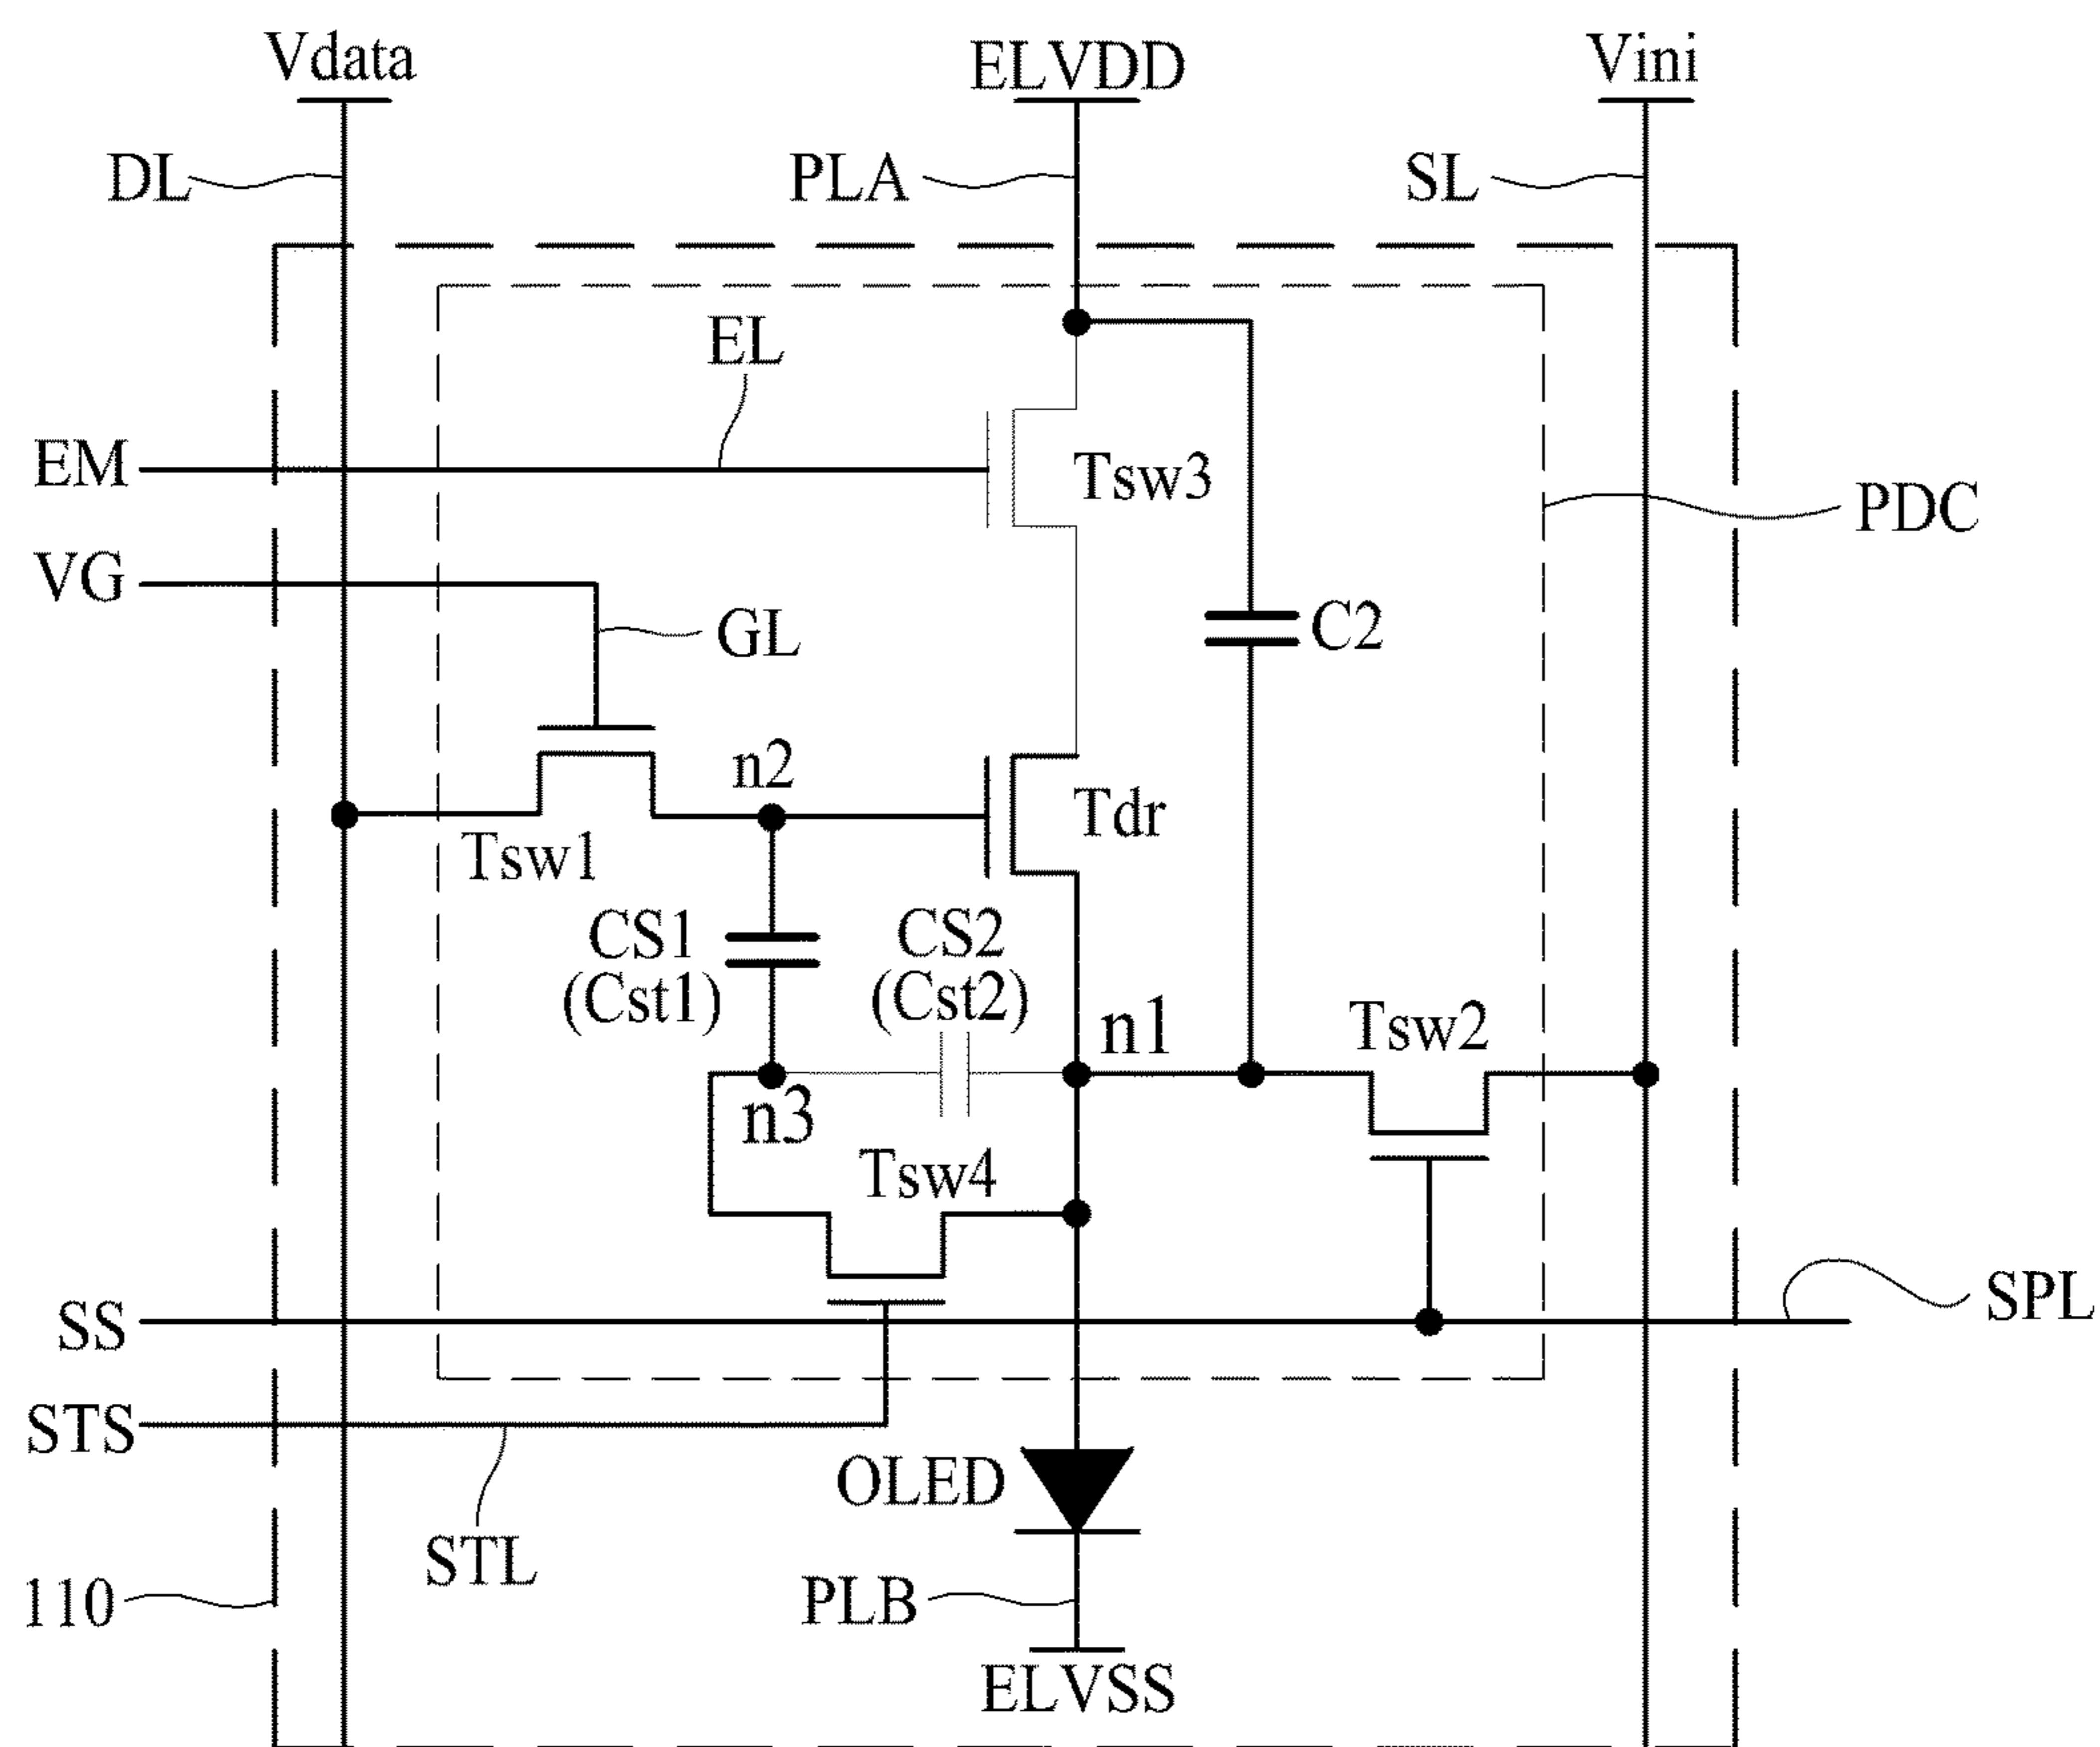 Vdata
ELVDD
Vini
DL
PLA
SL
EL
EM
Tsw3
PDC
VG
GL
C2
n2
Tdr
Tsw1
CS1
(Cst1)
CS2
(Cst2)
n1
Tsw2
n3
Tsw4
SS
SPL
STS
OLED
STL
110
PLB
ELVSS